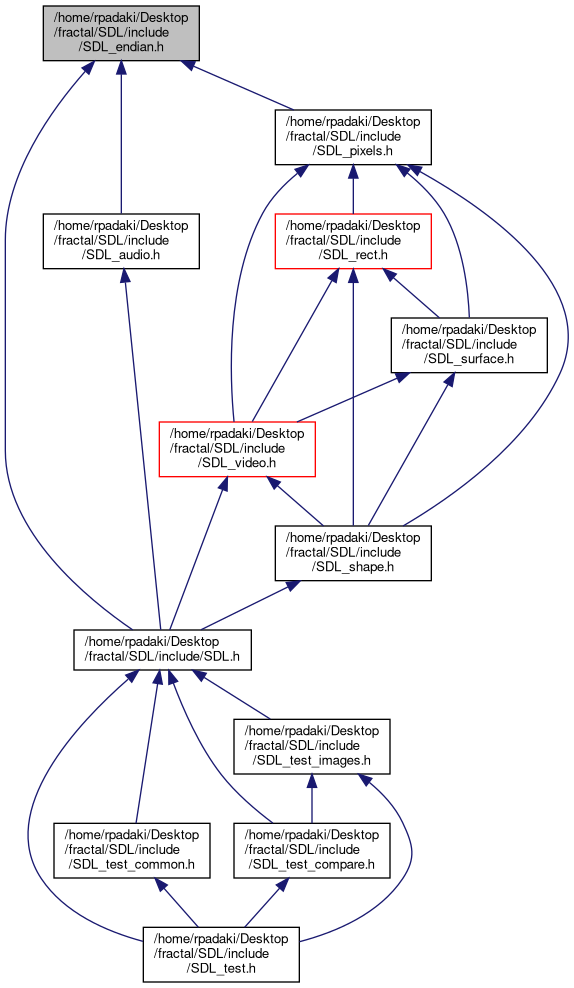 /home/rpadaki/Desktop
/fractal/SDL/include
/SDL_endian.h
/home/rpadaki/Desktop
/fractal/SDL/include
/SDL_pixels.h
/home/rpadaki/Desktop
/fractal/SDL/include
/SDL_audio.h
/home/rpadaki/Desktop
/fractal/SDL/include
/SDL_rect.h
/home/rpadaki/Desktop
/fractal/SDL/include
/SDL_surface.h
/home/rpadaki/Desktop
/fractal/SDL/include
/SDL_video.h
/home/rpadaki/Desktop
/fractal/SDL/include
/SDL_shape.h
/home/rpadaki/Desktop
/fractal/SDL/include/SDL.h
/home/rpadaki/Desktop
/fractal/SDL/include
/SDL_test_images.h
/home/rpadaki/Desktop
/fractal/SDL/include
/SDL_test_common.h
/home/rpadaki/Desktop
/fractal/SDL/include
/SDL_test_compare.h
/home/rpadaki/Desktop
/fractal/SDL/include
/SDL_test.h